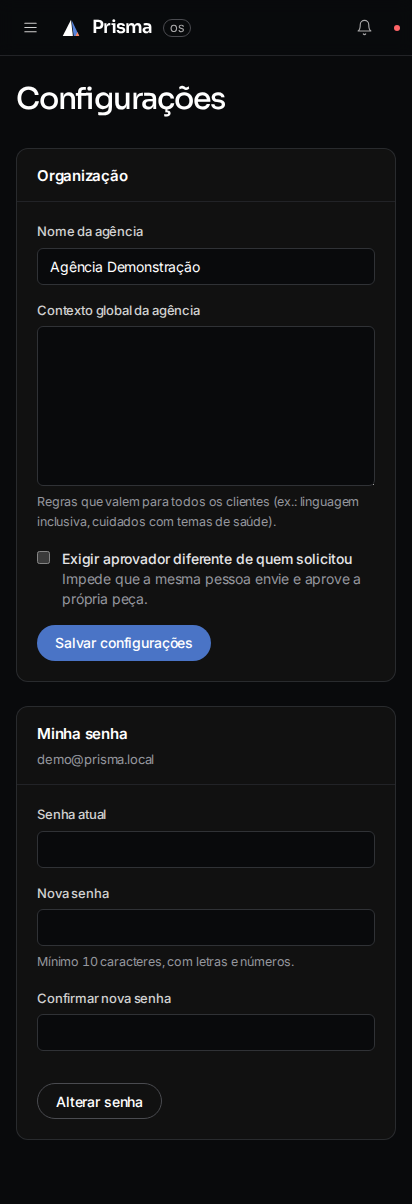 Prisma OS
Configurações
Organização
Nome da agência
Agência Demonstração
Contexto global da agência
Regras que valem para todos os clientes (ex.: linguagem
inclusiva, cuidados com temas de saúde).
Exigir aprovador diferente de quem solicitou
Impede que a mesma pessoa envie e aprove a
própria peça.
Salvar configurações
Minha senha
demo@prisma.local
Senha atual
Nova senha
Mínimo 10 caracteres, com letras e números.
Confirmar nova senha
Alterar senha